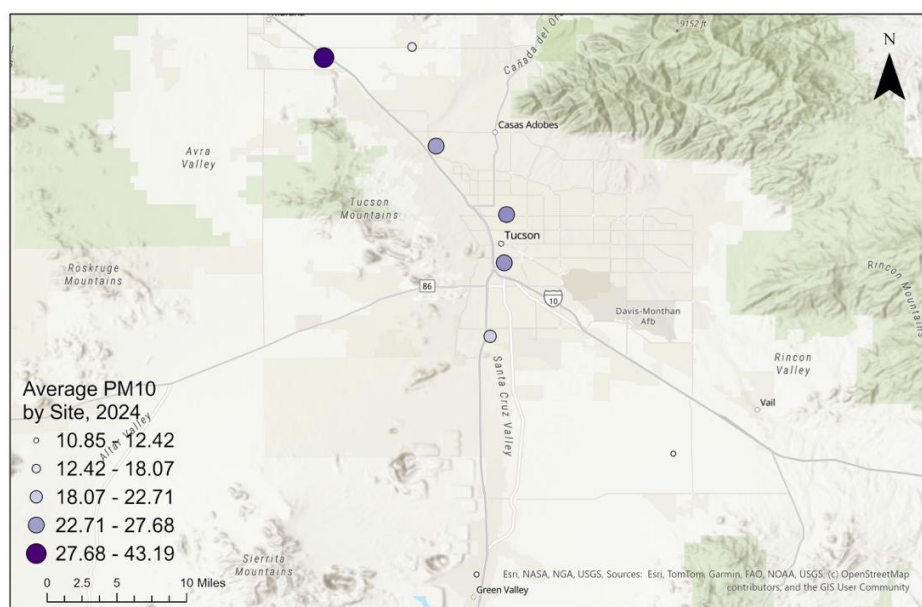 9152 ft
N
Cañada del Oro
Casas Adobes
Avra
Valley
Tucson
Mountains
Tucson
Roskruge
Mountains
86
10
Davis-Monthan
Afb
Rincon Mountains
Rincon
Valley
Santa Cruz Valley
Vail
Altar Valley
Average PM10
by Site, 2024
10.85 - 12.42
12.42 - 18.07
18.07 - 22.71
22.71 - 27.68
27.68 - 43.19
Sierrita
Mountains
0 2.5 5 10 Miles
Green Valley
Esri, NASA, NGA, USGS, Sources: Esri, TomTom, Garmin, FAO, NOAA, USGS, (c) OpenStreetMap
contributors, and the GIS User Community